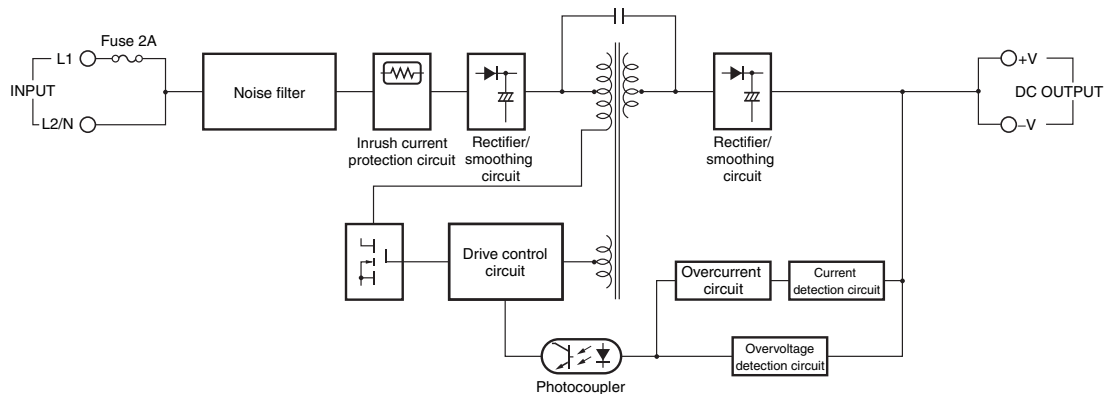 Fuse 2A
L1
INPUT
L2/N
Noise filter
Inrush current
protection circuit
Rectifier/
smoothing
circuit
Rectifier/
smoothing
circuit
+V
DC OUTPUT
–V
Drive control
circuit
Overcurrent
circuit
Current
detection circuit
Overvoltage
detection circuit
Photocoupler